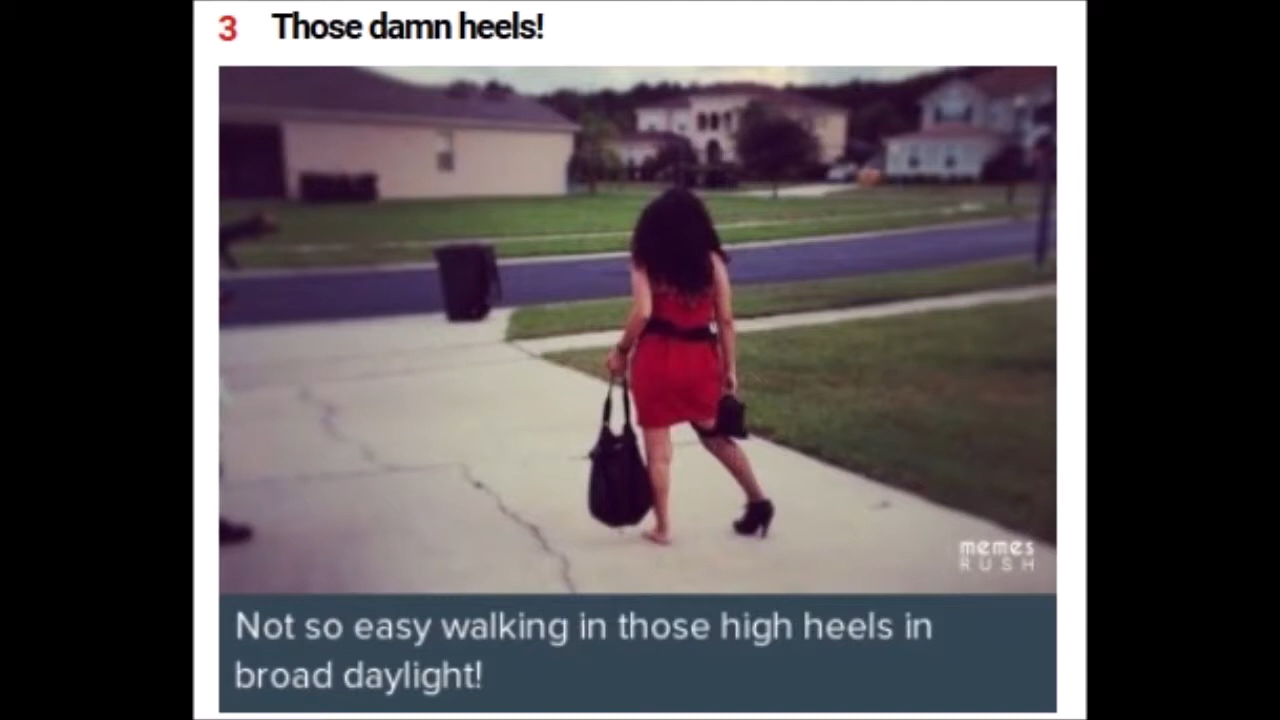 3 Those damn heels!
memes
RUSH
Not so easy walking in those high heels in
broad daylight!